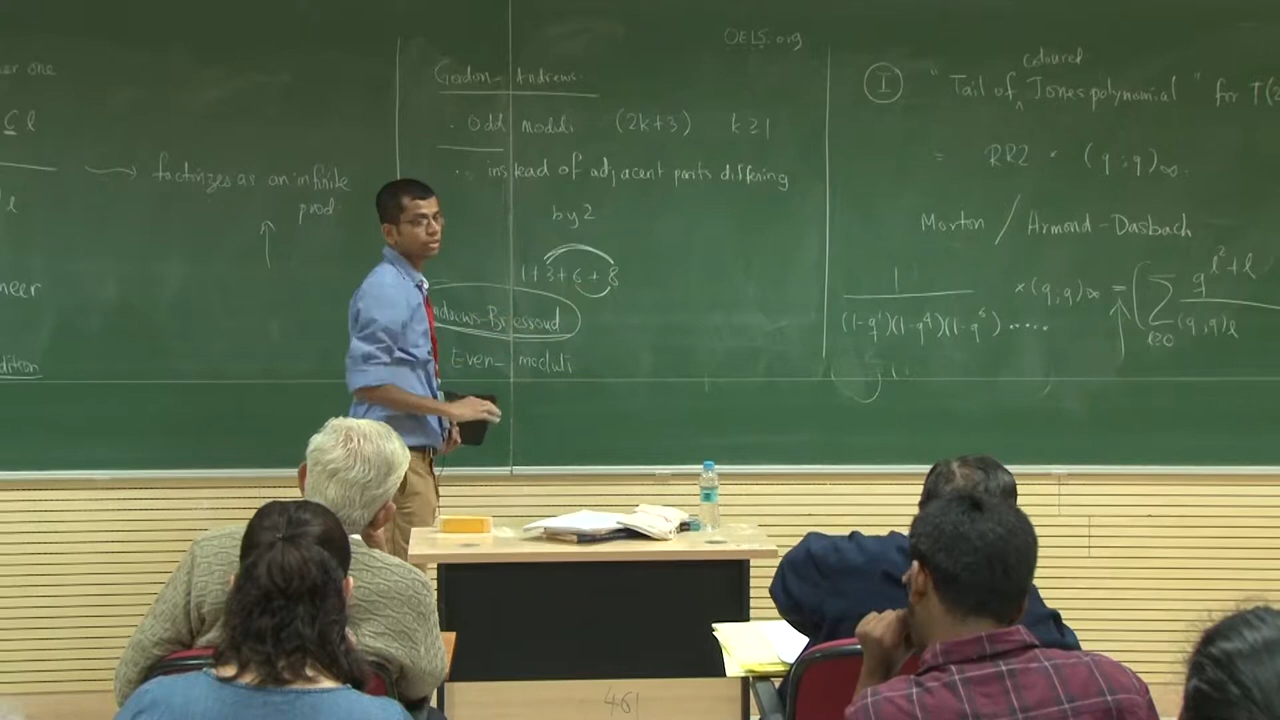 er one
⊆ l
l
→ factorizes as an infinite
prod.
↑
neer
dition
OEIS.org
Gordon-Andrews.
. Odd moduli (2k+3) k≥1
. instead of adjacent parts differing
by 2
1+3+6+8
ndrews-Bressoud
Even-moduli
I "Tail of ^ coloured Jones polynomial" for T(2
= RR2 × (q;q)∞.
Morton / Armond-Dasbach
1/(1-q¹)(1-q⁴)(1-q⁶)..... ×(q,q)∞ = (∑ l≥0 q^{l²+l}/(q,q)l
461